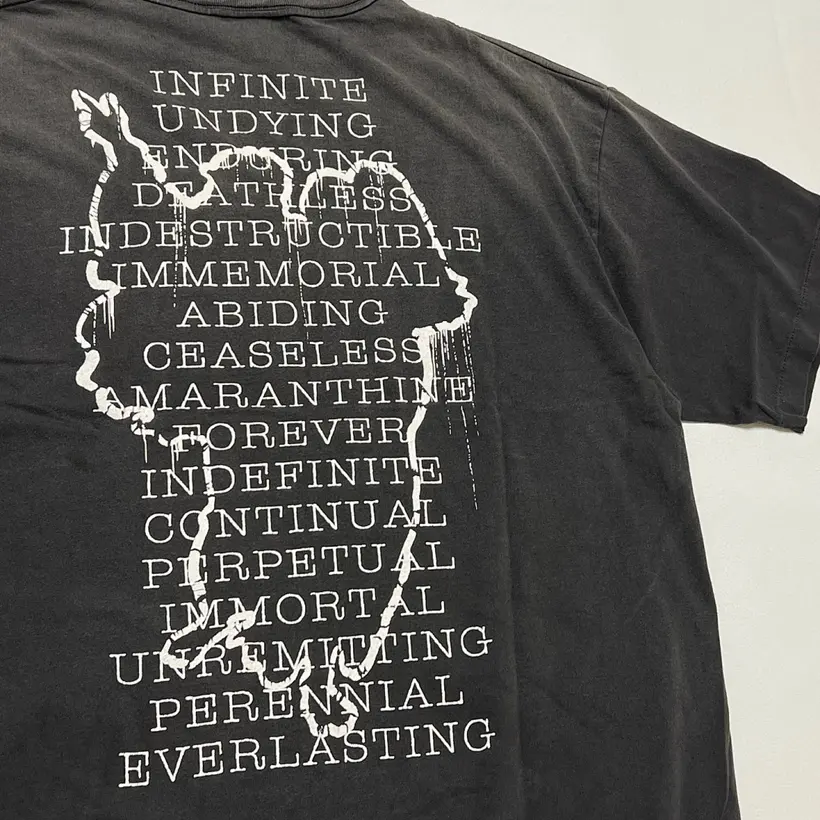 INFINITE
UNDYING
ENDURING
DEATHLESS
INDESTRUCTIBLE
IMMEMORIAL
ABIDING
CEASELESS
AMARANTHINE
FOREVER
INDEFINITE
CONTINUAL
PERPETUAL
IMMORTAL
UNREMITTING
PERENNIAL
EVERLASTING